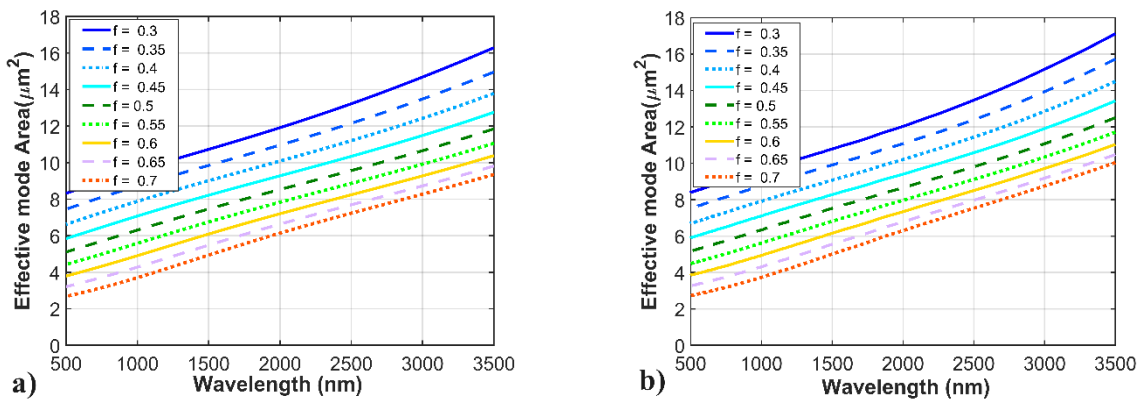 18
16
14
12
10
8
6
4
2
0
Effective mode Area(μm²)
f = 0.3
f = 0.35
f = 0.4
f = 0.45
f = 0.5
f = 0.55
f = 0.6
f = 0.65
f = 0.7
500 1000 1500 2000 2500 3000 3500
Wavelength (nm)
a)
18
16
14
12
10
8
6
4
2
0
Effective mode Area(μm²)
f = 0.3
f = 0.35
f = 0.4
f = 0.45
f = 0.5
f = 0.55
f = 0.6
f = 0.65
f = 0.7
500 1000 1500 2000 2500 3000 3500
Wavelength (nm)
b)